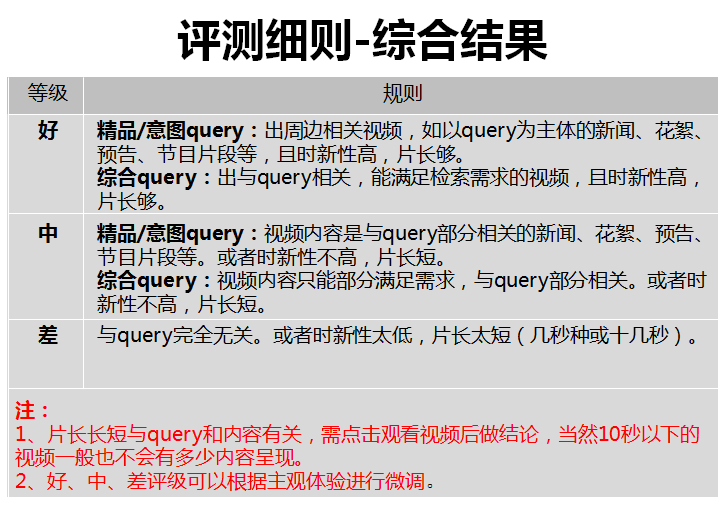 评测细则-综合结果
等级 规则
好 精品/意图query：出周边相关视频，如以query为主体的新闻、花絮、
预告、节目片段等，且时新性高，片长够。
综合query：出与query相关，能满足检索需求的视频，且时新性高，
片长够。
中 精品/意图query：视频内容是与query部分相关的新闻、花絮、预告、
节目片段等。或者时新性不高，片长短。
综合query：视频内容只能部分满足需求，与query部分相关。或者时
新性不高，片长短。
差 与query完全无关。或者时新性太低，片长太短（几秒种或十几秒）。
注：
1、片长长短与query和内容有关，需点击观看视频后做结论，当然10秒以下的
视频一般也不会有多少内容呈现。
2、好、中、差评级可以根据主观体验进行微调。